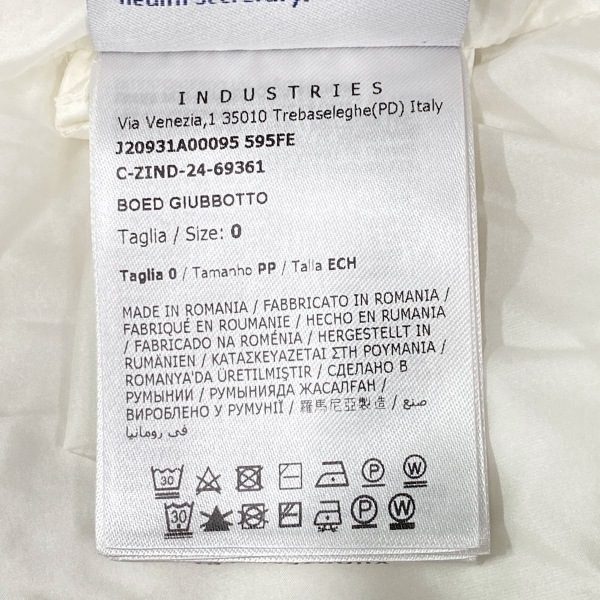 health secretary.
INDUSTRIES
Via Venezia,1 35010 Trebaseleghe(PD) Italy
J20931A00095 595FE
C-ZIND-24-69361
BOED GIUBBOTTO
Taglia / Size: 0
Taglia 0 / Tamanho PP / Talla ECH
MADE IN ROMANIA / FABBRICATO IN ROMANIA /
FABRIQUÉ EN ROUMANIE / HECHO EN RUMANIA
/ FABRICADO NA ROMÉNIA / HERGESTELLT IN
RUMÄNIEN / ΚΑΤΑΣΚΕΥΑΖΕΤΑΙ ΣΤΗ ΡΟΥΜΑΝΙΑ /
ROMANYA'DA ÜRETILMIŞTIR / СДЕЛАНО В
РУМЫНИИ / РУМЫНИЯДА ЖАСАЛҒАН /
ВИРОБЛЕНО У РУМУНІЇ / 羅馬尼亞製造 / صنع
في رومانيا
30 P W
30 P W